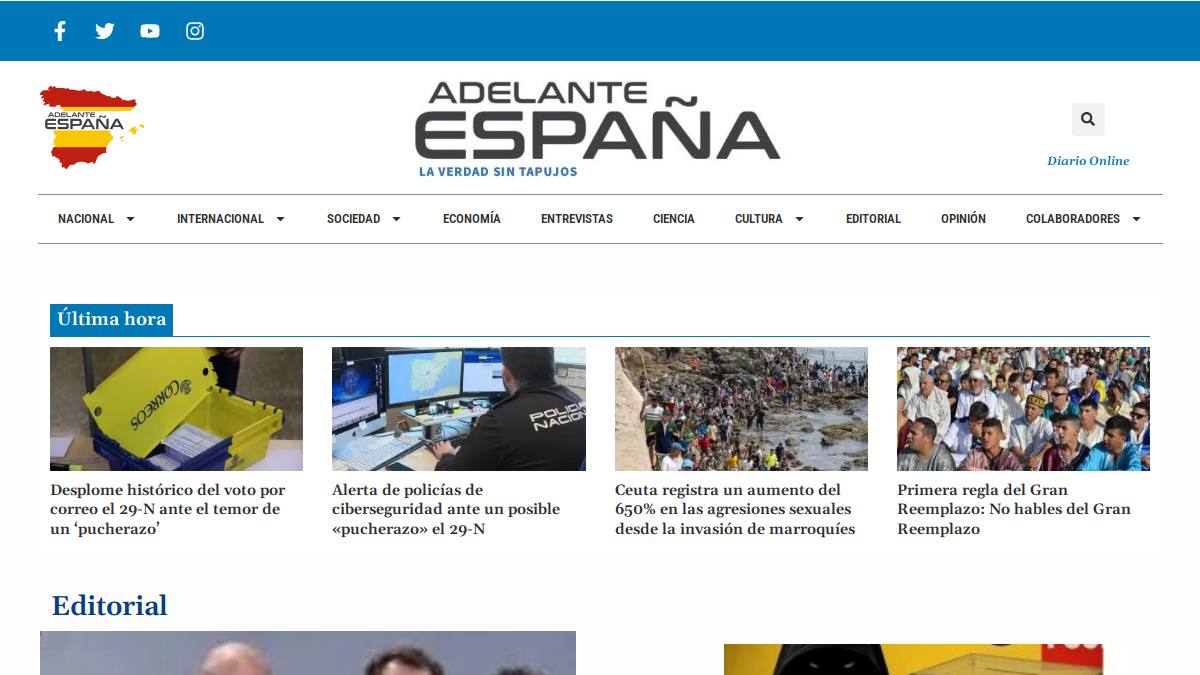 ADELANTE
ESPAÑA
ADELANTE
ESPAÑA
LA VERDAD SIN TAPUJOS
Diario Online
NACIONAL INTERNACIONAL SOCIEDAD ECONOMÍA ENTREVISTAS CIENCIA CULTURA EDITORIAL OPINIÓN COLABORADORES
Última hora
CORREOS
POLICIA
NACION
Desplome histórico del voto por
correo el 29-N ante el temor de
un ‘pucherazo’
Alerta de policías de
ciberseguridad ante un posible
«pucherazo» el 29-N
Ceuta registra un aumento del
650% en las agresiones sexuales
desde la invasión de marroquíes
Primera regla del Gran
Reemplazo: No hables del Gran
Reemplazo
Editorial